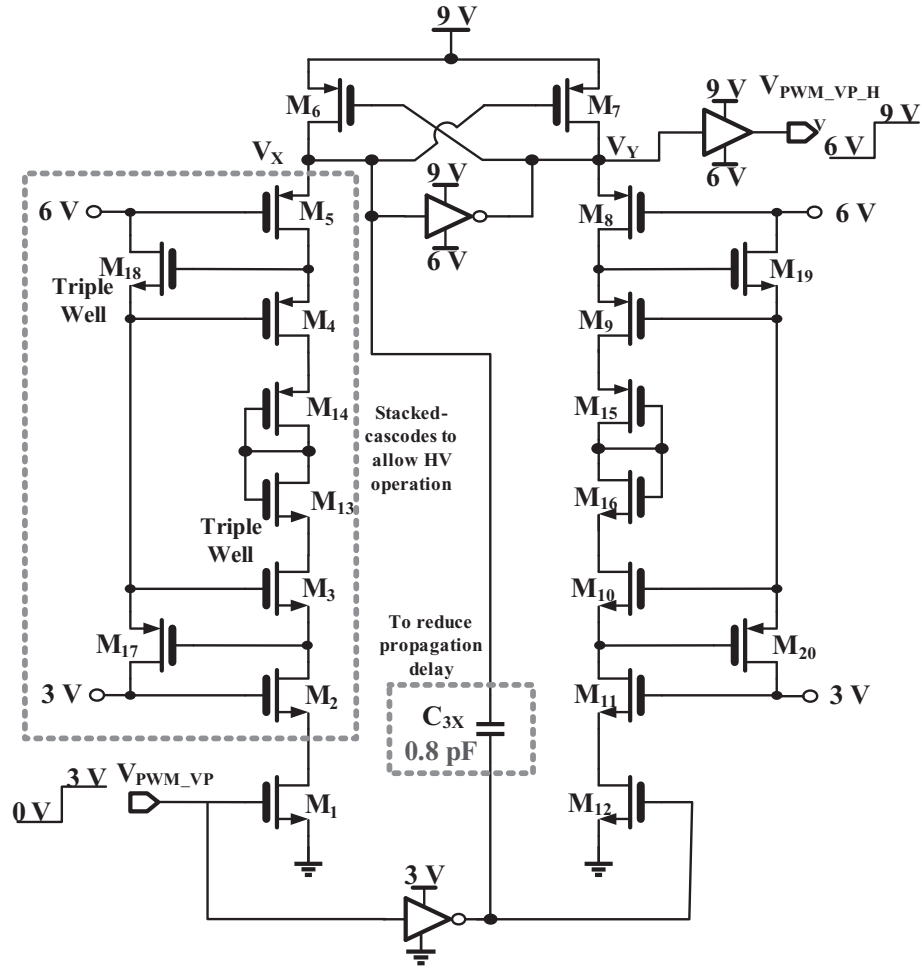 9 V
M6
M7
9 V
VPWM_VP_H
V
9 V
6 V
6 V
VX
VY
9 V
6 V
6 V
M5
M8
6 V
M18
M19
Triple
Well
M4
M9
M14
M15
Stacked-
cascodes to
allow HV
operation
M13
M16
Triple
Well
M3
M10
To reduce
propagation
delay
M17
M20
3 V
M2
M11
3 V
C3X
0.8 pF
3 V
VPWM_VP
0 V
M1
M12
3 V